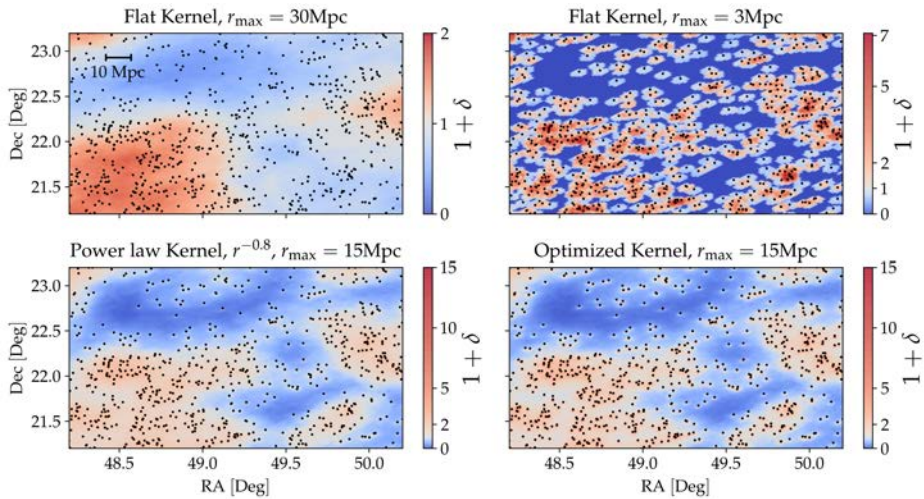 Flat Kernel, r_max = 30Mpc
Flat Kernel, r_max = 3Mpc
23.2
22.5
22.0
21.5
Dec [Deg]
10 Mpc
2
1
0
1 + δ
7
5
2
1
0
1 + δ
Power law Kernel, r^−0.8, r_max = 15Mpc
Optimized Kernel, r_max = 15Mpc
23.2
22.5
22.0
21.5
Dec [Deg]
48.5
49.0
49.5
50.0
RA [Deg]
15
10
5
2
0
1 + δ
48.5
49.0
49.5
50.0
RA [Deg]
15
10
5
2
0
1 + δ